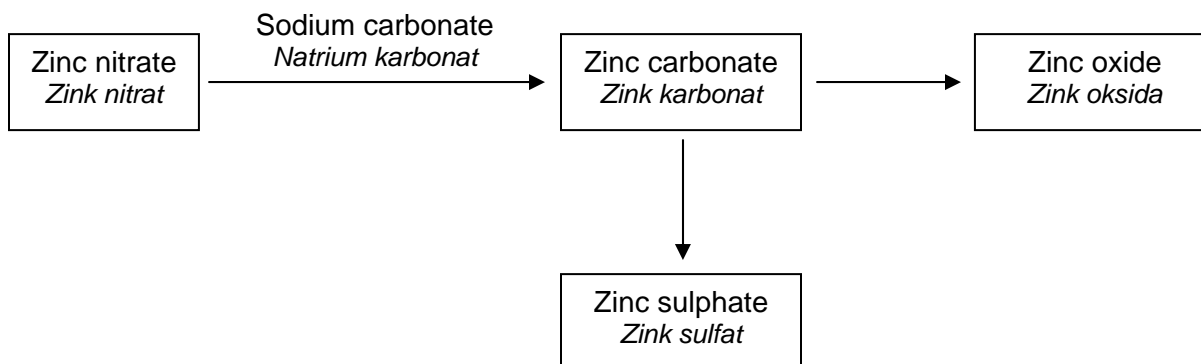 Sodium carbonate
Natrium karbonat
Zinc nitrate
Zink nitrat
Zinc carbonate
Zink karbonat
Zinc oxide
Zink oksida
Zinc sulphate
Zink sulfat